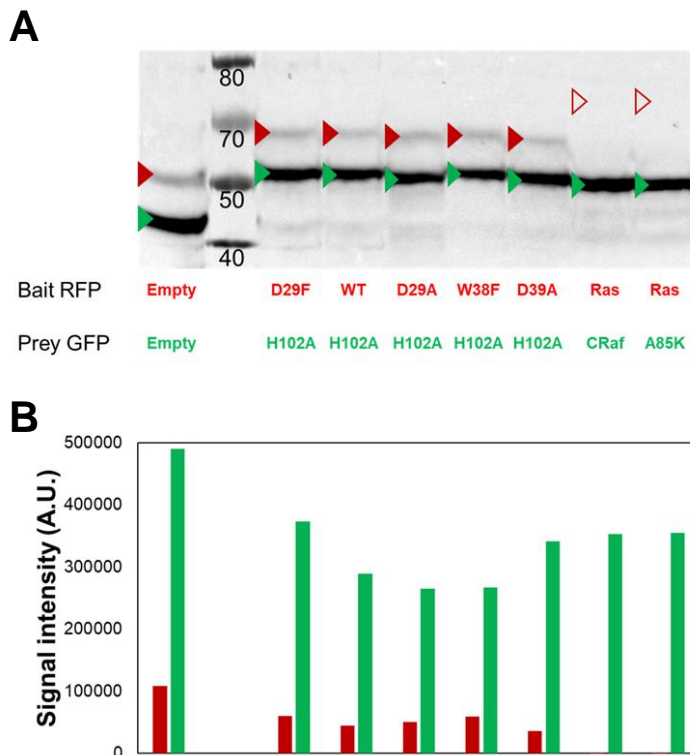 A
80
70
50
40
Bait RFP Empty D29F WT D29A W38F D39A Ras Ras
Prey GFP Empty H102A H102A H102A H102A H102A CRaf A85K
B
Signal intensity (A.U.)
500000
400000
300000
200000
100000
0